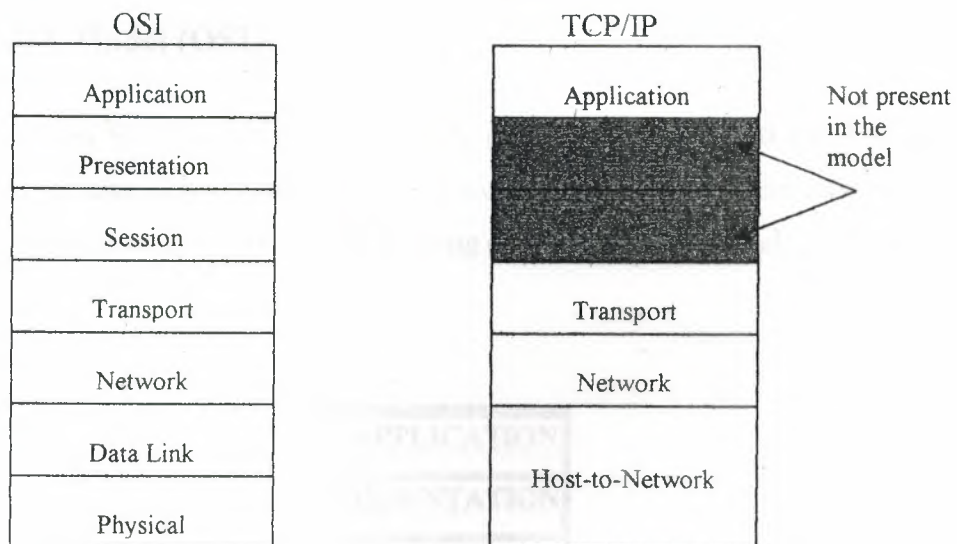 OSI
Application
Presentation
Session
Transport
Network
Data Link
Physical
TCP/IP
Application
Transport
Network
Host-to-Network
Not present
in the
model